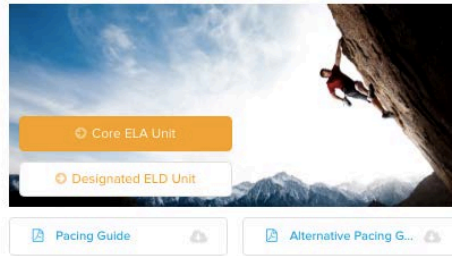 Core ELA Unit
Designated ELD Unit
Pacing Guide
Alternative Pacing G...